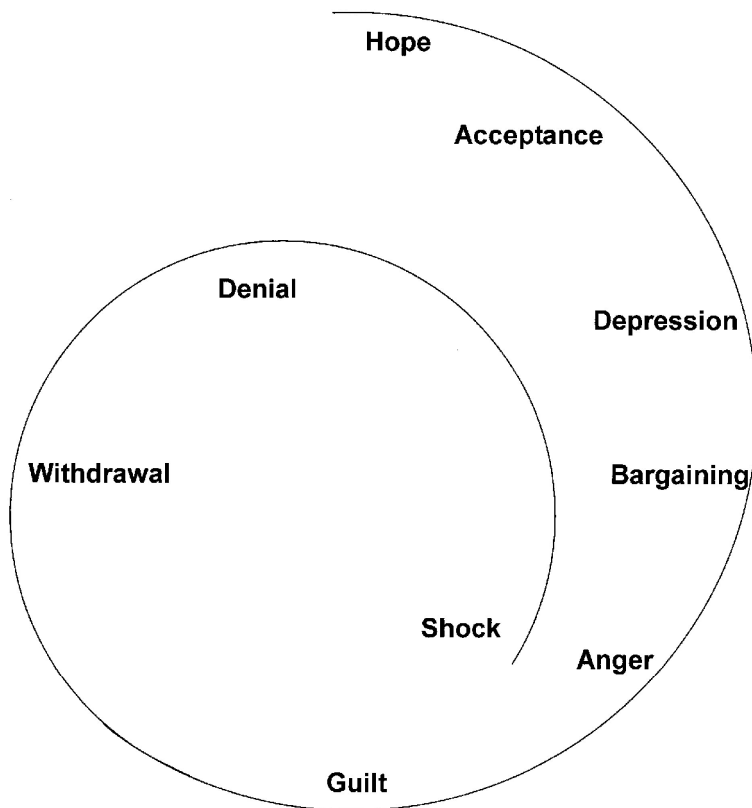 Hope
Acceptance
Denial
Depression
Withdrawal
Bargaining
Shock
Anger
Guilt